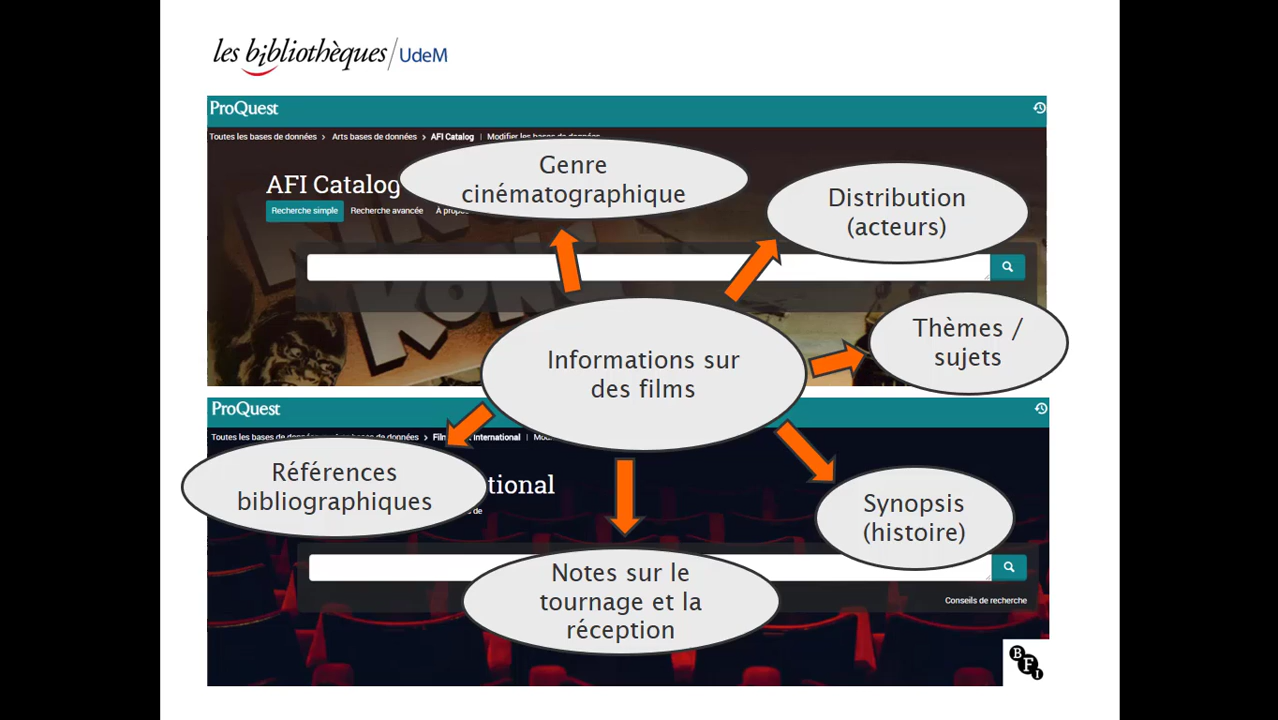 les bibliothèques/UdeM
ProQuest
Toutes les bases de données > Arts bases de données > AFI Catalog | Modifier les bases de données
Genre
cinématographique
AFI Catalog
Recherche simple Recherche avancée À propos
Distribution
(acteurs)
Thèmes /
sujets
Informations sur
des films
ProQuest
Toutes les bases de données > International
Références
bibliographiques
tional
de
Synopsis
(histoire)
Notes sur le
tournage et la
réception
Conseils de recherche
BFI